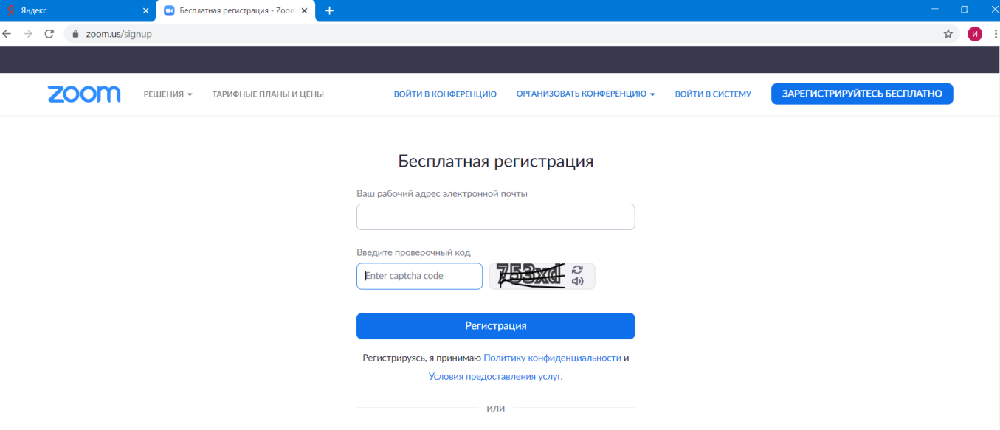 Яндекс
Бесплатная регистрация - Zoom
zoom.us/signup
И
zoom
РЕШЕНИЯ
ТАРИФНЫЕ ПЛАНЫ И ЦЕНЫ
ВОЙТИ В КОНФЕРЕНЦИЮ
ОРГАНИЗОВАТЬ КОНФЕРЕНЦИЮ
ВОЙТИ В СИСТЕМУ
ЗАРЕГИСТРИРУЙТЕСЬ БЕСПЛАТНО
Бесплатная регистрация
Ваш рабочий адрес электронной почты
Введите проверочный код
Enter captcha code
Регистрация
Регистрируясь, я принимаю Политику конфиденциальности и
Условия предоставления услуг.
или